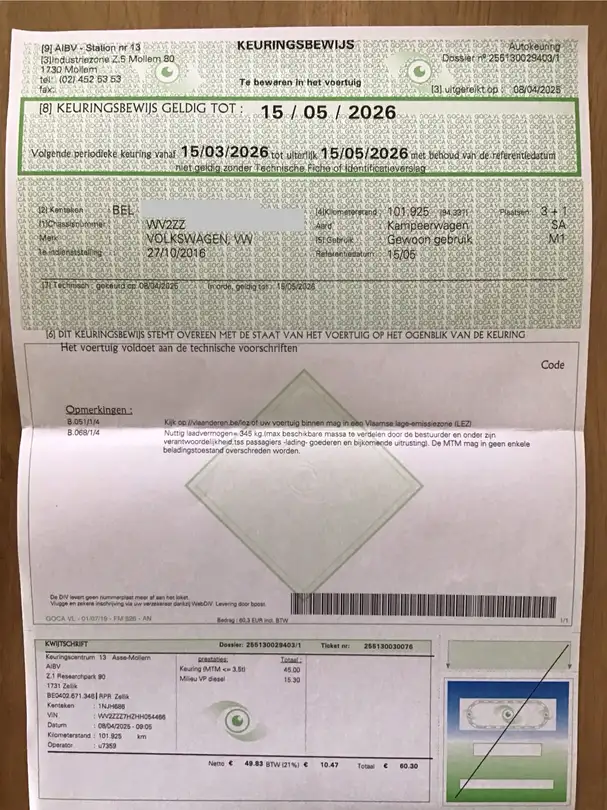 [9] AIBV - Station nr 13
KEURINGSBEWIJS
Autokeuring
[3]Industriezone Z.5 Mollem 80
Dossier nº 255130029403/1
1730 Mollem
tel: (02) 452 53 53
Te bewaren in het voertuig
fax:
[3] uitgereikt op: 08/04/2025
[8] KEURINGSBEWIJS GELDIG TOT : 15 / 05 / 2026
Volgende periodieke keuring vanaf 15/03/2026 tot uiterlijk 15/05/2026 met behoud van de referentiedatum
niet geldig zonder Technische Fiche of Identificatieverslag
[2] Kenteken BEL
[4]Kilometerstand : 101.925 (94.337) Plaatsen: 3 + 1
[1]Chassisnummer WV2ZZ
Aard : Kampeerwagen SA
Merk VOLKSWAGEN, VW
[5] Gebruik : Gewoon gebruik M1
1e indienststelling 27/10/2016
Referentiedatum : 15/05
[7] Technisch : gekeurd op 08/04/2025 In orde, geldig tot : 15/05/2026
[6] DIT KEURINGSBEWIJS STEMT OVEREEN MET DE STAAT VAN HET VOERTUIG OP HET OGENBLIK VAN DE KEURING
Het voertuig voldoet aan de technische voorschriften
Code
Opmerkingen :
B.051/1/4 Kijk op://vlaanderen.be/lez of uw voertuig binnen mag in een Vlaamse lage-emissiezone (LEZ)
B.068/1/4 Nuttig laadvermogen= 345 kg.(max beschikbare massa te verdelen door de bestuurder en onder zijn
verantwoordelijkheid.tss passagiers -lading- goederen en bijkomende uitrusting). De MTM mag in geen enkele
beladingstoestand overschreden worden.
De DIV levert geen nummerplaat meer af aan het loket.
Vlugge en zekere inschrijving via uw verzekeraar dankzij WebDIV. Levering door bpost.
GOCA VL - 01/07/19 - FM 826 - AN
Bedrag : 60,3 EUR incl. BTW
1/1
KWIJTSCHRIFT Dossier: 255130029403/1 Ticket nr: 255130030076
Keuringscentrum 13 Asse-Mollem
prestaties: Totaal :
AIBV
Keuring (MTM <= 3.5t) 45.00
Z.1 Researchpark 90
Milieu VP diesel 15.30
1731 Zellik
BE0402.671.346 RPR Zellik
Kenteken : 1NJH686
VIN : WV2ZZZ7HZHH054466
Datum : 08/04/2025 - 09:05
Kilometerstand : 101.925 km
Operator : u7359
Netto € 49.83 BTW (21%) € 10.47 Totaal € 60.30